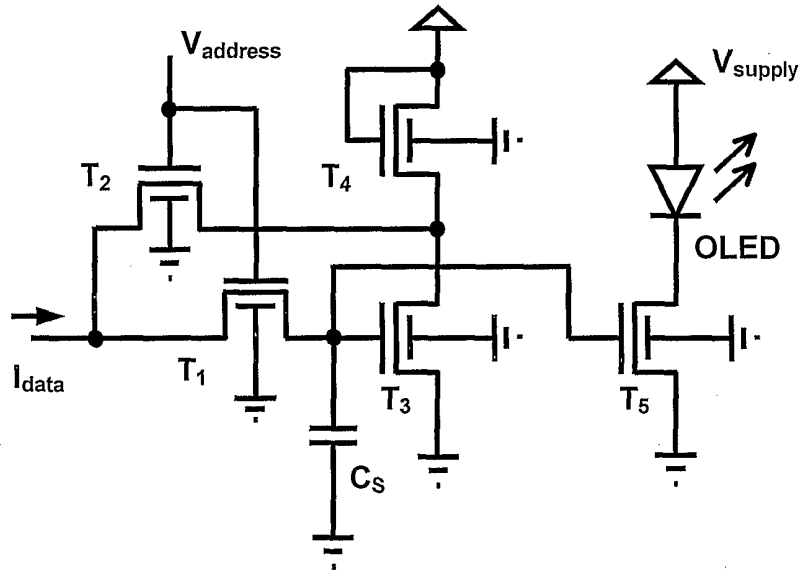 Vaddress
Vsupply
T2
T4
OLED
T1
Idata
T3
T5
CS